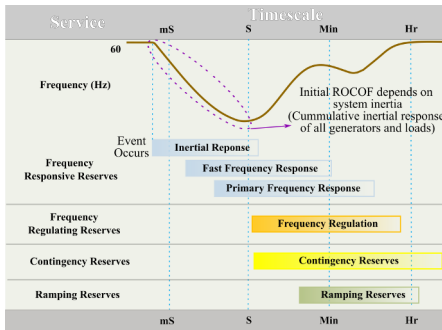 Service
Timescale
mS
S
Min
Hr
60
Frequency (Hz)
Initial ROCOF depends on
system inertia
(Cummulative inertial response
of all generators and loads)
Event
Occurs
Inertial Reponse
Frequency
Responsive Reserves
Fast Frequency Response
Primary Frequency Response
Frequency
Regulating Reserves
Frequency Regulation
Contingency Reserves
Contingency Reserves
Ramping Reserves
Ramping Reserves
mS
S
Min
Hr